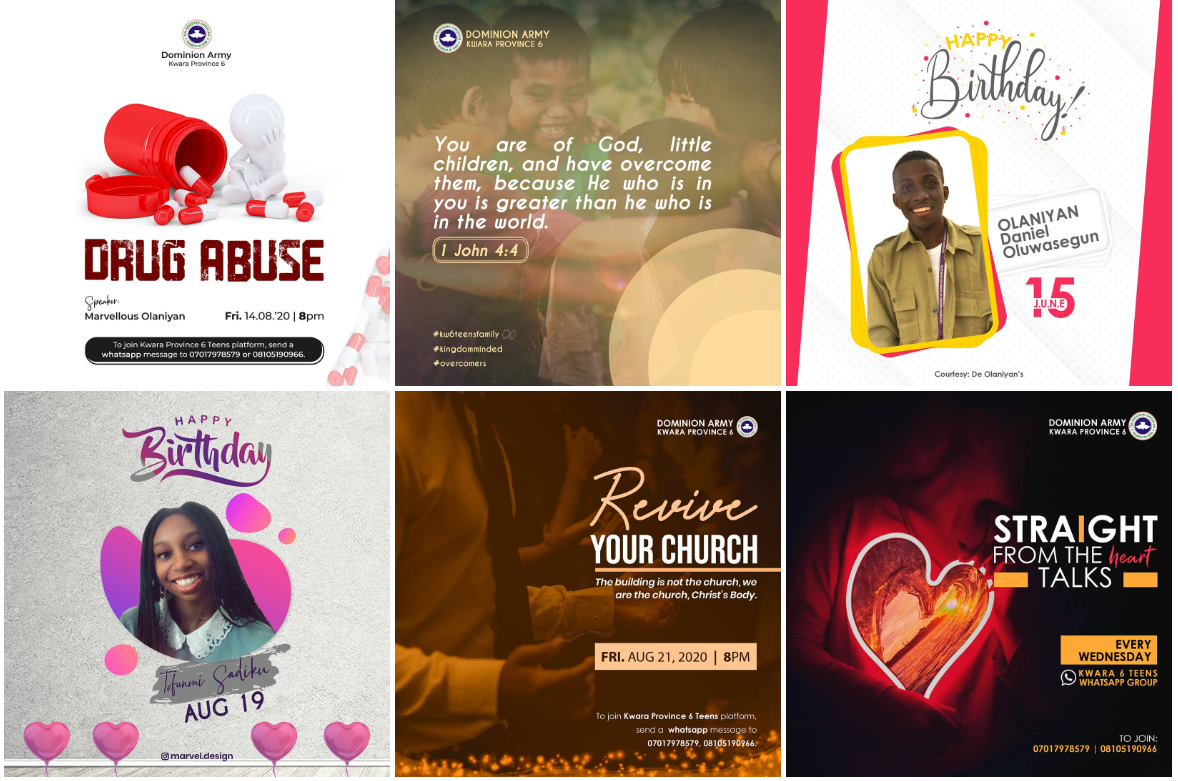 Dominion Army
Kwara Province 6
DRUG ABUSE
Speaker:
Marvellous Olaniyan
Fri. 14.08.'20 | 8pm
To join Kwara Province 6 Teens platform, send a
whatsapp message to 07017978579 or 08105190966.
DOMINION ARMY
KWARA PROVINCE 6
You are of God, little
children, and have overcome
them, because He who is in
you is greater than he who is
in the world.
1 John 4:4
#kw6teensfamily
#kingdomminded
#overcomers
HAPPY
Birthday!
OLANIYAN
Daniel
Oluwasegun
15
J.U.N.E
Courtesy: De Olaniyan's
HAPPY
Birthday
Tofunmi Sadiku
AUG 19
marvel.design
DOMINION ARMY
KWARA PROVINCE 6
Revive
YOUR CHURCH
The building is not the church, we
are the church, Christ's Body.
FRI. AUG 21, 2020 | 8PM
To join Kwara Province 6 Teens platform,
send a whatsapp message to
07017978579, 08105190966.
DOMINION ARMY
KWARA PROVINCE 6
STRAIGHT
FROM THE heart
TALKS
EVERY
WEDNESDAY
KWARA 6 TEENS
WHATSAPP GROUP
TO JOIN:
07017978579 | 08105190966